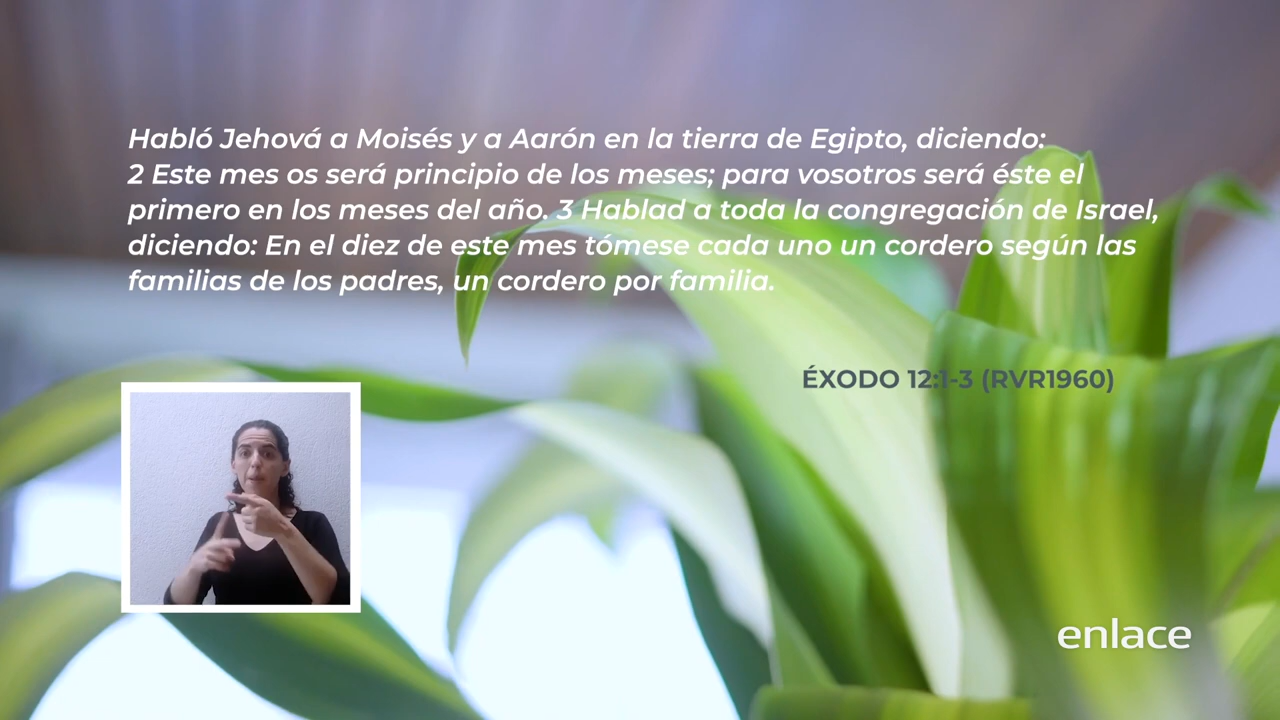 Habló Jehová a Moisés y a Aarón en la tierra de Egipto, diciendo:
2 Este mes os será principio de los meses; para vosotros será éste el
primero en los meses del año. 3 Hablad a toda la congregación de Israel,
diciendo: En el diez de este mes tómese cada uno un cordero según las
familias de los padres, un cordero por familia.
ÉXODO 12:1-3 (RVR1960)
enlace